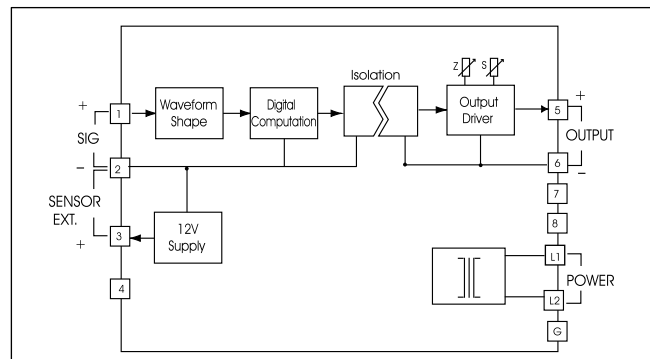 Isolation
Z
S
+
1
Waveform
Shape
Digital
Computation
Output
Driver
5
+
OUTPUT
SIG
−
2
6
−
SENSOR
EXT.
7
+
3
12V
Supply
8
4
L1
POWER
L2
G